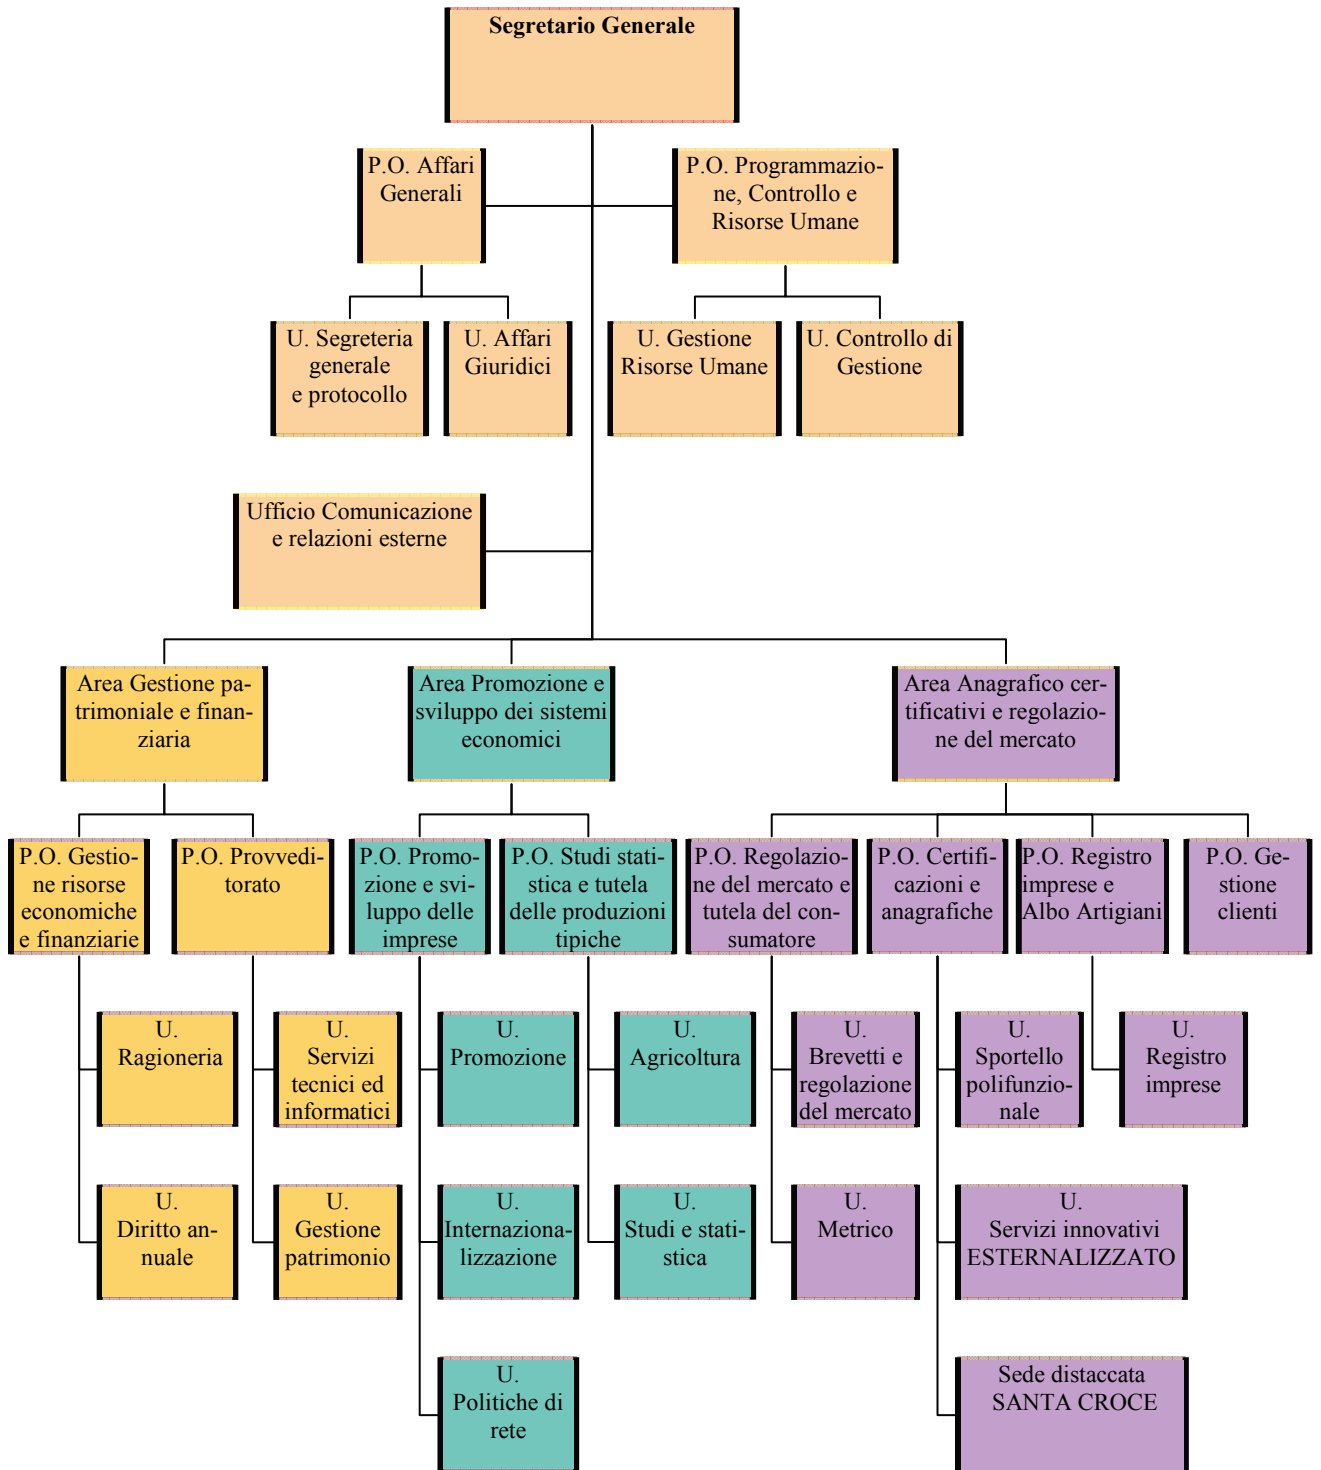 Segretario Generale
P.O. Affari
Generali
P.O. Programmazio-
ne, Controllo e
Risorse Umane
U. Segreteria
generale
e protocollo
U. Affari
Giuridici
U. Gestione
Risorse Umane
U. Controllo di
Gestione
Ufficio Comunicazione
e relazioni esterne
Area Gestione pa-
trimoniale e finan-
ziaria
Area Promozione e
sviluppo dei sistemi
economici
Area Anagrafico cer-
tificativi e regolazio-
ne del mercato
P.O. Gestio-
ne risorse
economiche
e finanziarie
P.O. Provvedi-
torato
P.O. Promo-
zione e svi-
luppo delle
imprese
P.O. Studi stati-
stica e tutela
delle produzioni
tipiche
P.O. Regolazio-
ne del mercato e
tutela del con-
sumatore
P.O. Certifi-
cazioni e
anagrafiche
P.O. Registro
imprese e
Albo Artigiani
P.O. Ge-
stione
clienti
U.
Ragioneria
U.
Servizi
tecnici ed
informatici
U.
Promozione
U.
Agricoltura
U.
Brevetti e
regolazione
del mercato
U.
Sportello
polifunzio-
nale
U.
Registro
imprese
U.
Diritto an-
nuale
U.
Gestione
patrimonio
U.
Internaziona-
lizzazione
U.
Studi e stati-
stica
U.
Metrico
U.
Servizi innovativi
ESTERNALIZZATO
U.
Politiche di
rete
Sede distaccata
SANTA CROCE